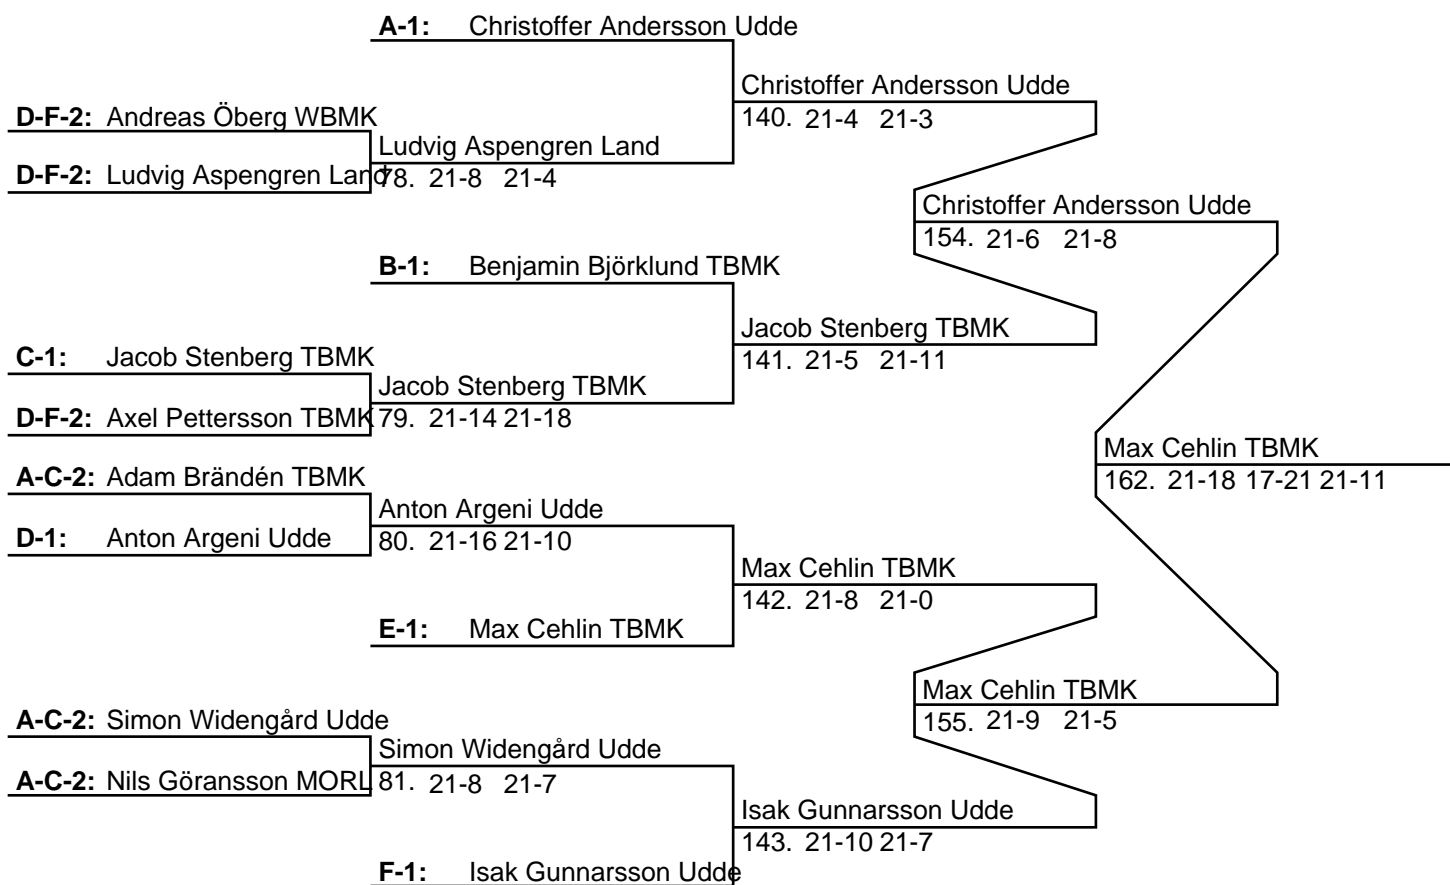 A-1: Christoffer Andersson Udde
Christoffer Andersson Udde
D-F-2: Andreas Öberg WBMK
140. 21-4 21-3
Ludvig Aspengren Land
D-F-2: Ludvig Aspengren Land
78. 21-8 21-4
Christoffer Andersson Udde
154. 21-6 21-8
B-1: Benjamin Björklund TBMK
Jacob Stenberg TBMK
C-1: Jacob Stenberg TBMK
141. 21-5 21-11
Jacob Stenberg TBMK
D-F-2: Axel Pettersson TBMK
79. 21-14 21-18
Max Cehlin TBMK
162. 21-18 17-21 21-11
A-C-2: Adam Brändén TBMK
Anton Argeni Udde
D-1: Anton Argeni Udde
80. 21-16 21-10
Max Cehlin TBMK
142. 21-8 21-0
E-1: Max Cehlin TBMK
Max Cehlin TBMK
155. 21-9 21-5
A-C-2: Simon Widengård Udde
Simon Widengård Udde
A-C-2: Nils Göransson MORL
81. 21-8 21-7
Isak Gunnarsson Udde
143. 21-10 21-7
F-1: Isak Gunnarsson Udde